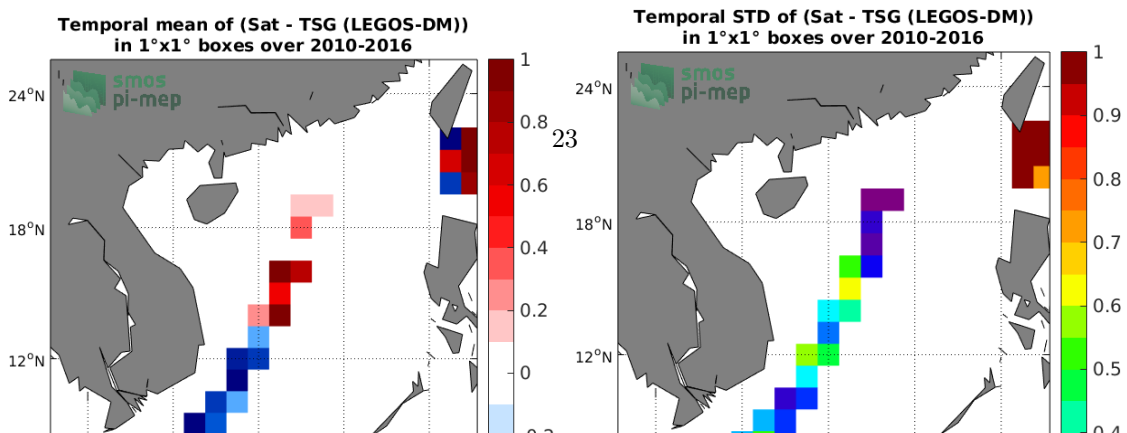 Temporal mean of (Sat - TSG (LEGOS-DM))
in 1°x1° boxes over 2010-2016
smos
pi-mep
24°N
18°N
12°N
1
0.8
0.6
0.4
0.2
0
23
Temporal STD of (Sat - TSG (LEGOS-DM))
in 1°x1° boxes over 2010-2016
smos
pi-mep
24°N
18°N
12°N
1
0.9
0.8
0.7
0.6
0.5